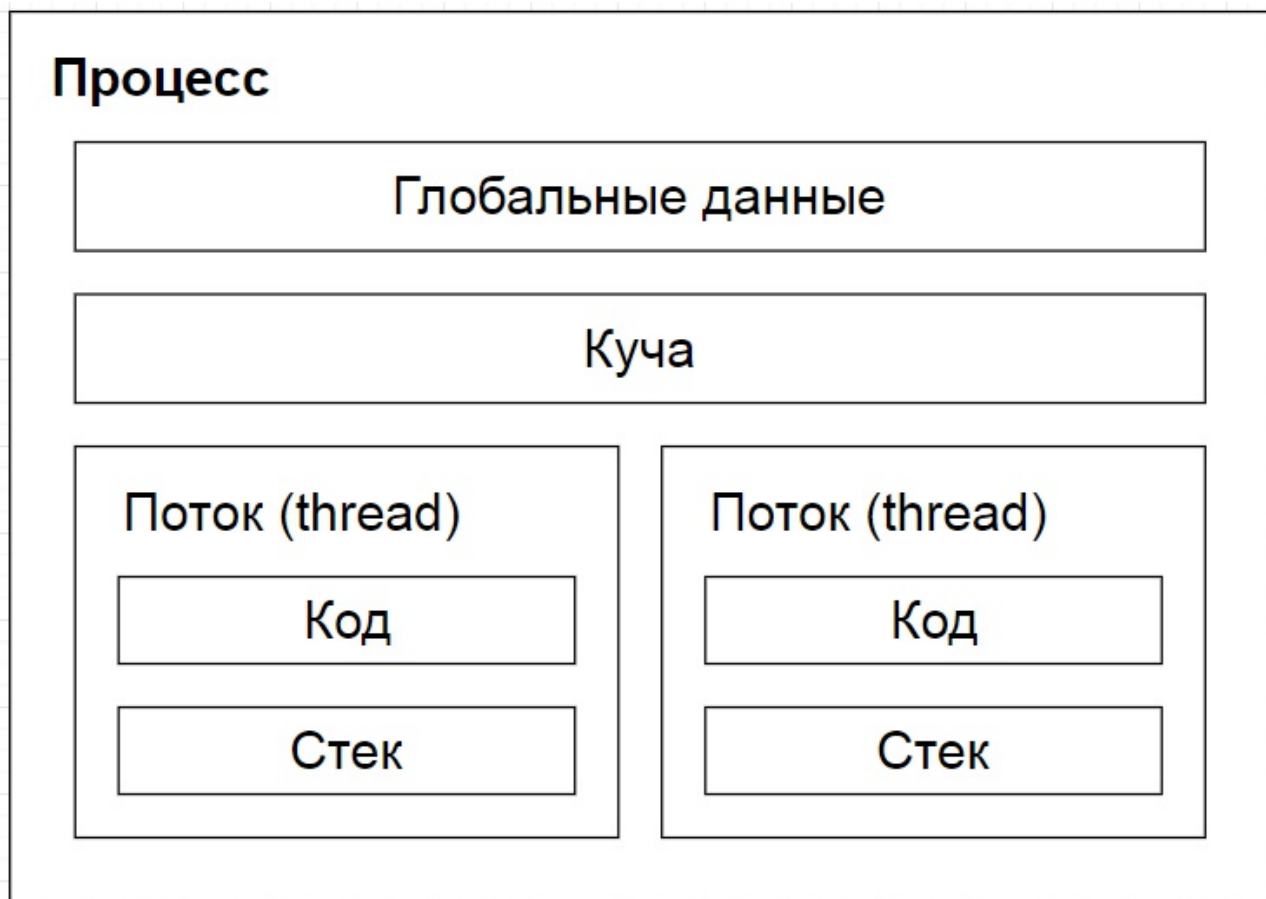 Процесс
Глобальные данные
Куча
Поток (thread)
Поток (thread)
Код
Код
Стек
Стек